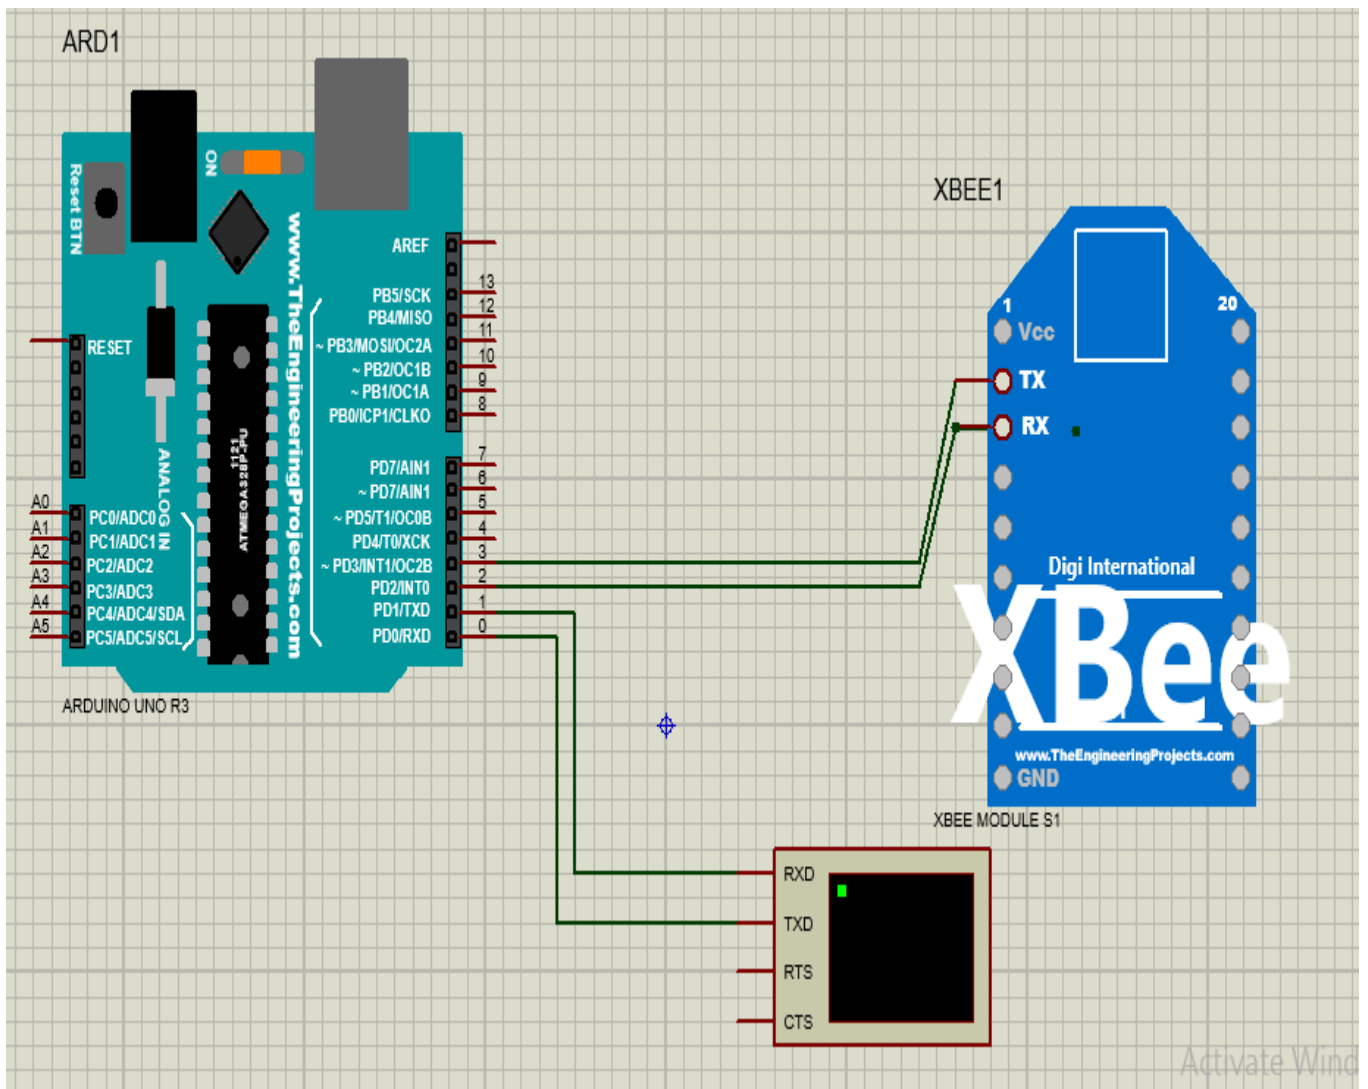 ARD1
Reset BTN
ON
www.TheEngineeringProjects.com
AREF
13
PB5/SCK
12
PB4/MISO
11
~ PB3/MOSI/OC2A
10
~ PB2/OC1B
9
~ PB1/OC1A
8
PB0/ICP1/CLKO
RESET
1121
ATMEGA328P-PU
ANALOG IN
7
PD7/AIN1
6
~ PD7/AIN1
5
~ PD5/T1/OC0B
4
PD4/T0/XCK
3
~ PD3/INT1/OC2B
2
PD2/INT0
1
PD1/TXD
0
PD0/RXD
A0
PC0/ADC0
A1
PC1/ADC1
A2
PC2/ADC2
A3
PC3/ADC3
A4
PC4/ADC4/SDA
A5
PC5/ADC5/SCL
ARDUINO UNO R3
XBEE1
1
20
Vcc
TX
RX
Digi International
XBee
www.TheEngineeringProjects.com
GND
XBEE MODULE S1
RXD
TXD
RTS
CTS
Activate Wind